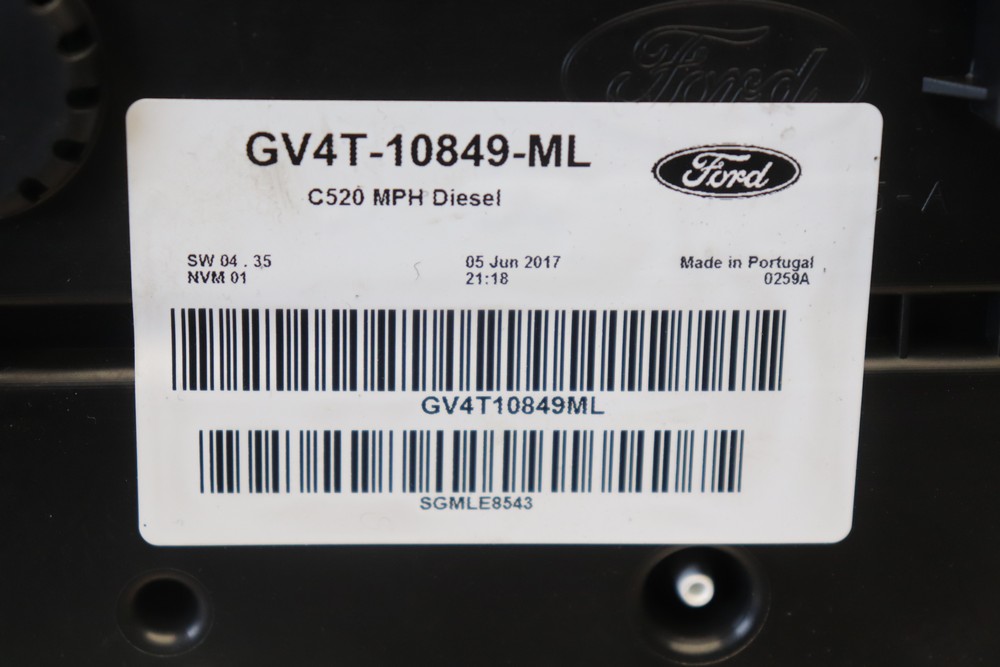 Ford
GV4T-10849-ML
Ford
C520 MPH Diesel
SW 04 . 35
05 Jun 2017
Made in Portugal
NVM 01
21:18
0259A
GV4T10849ML
SGMLE8543